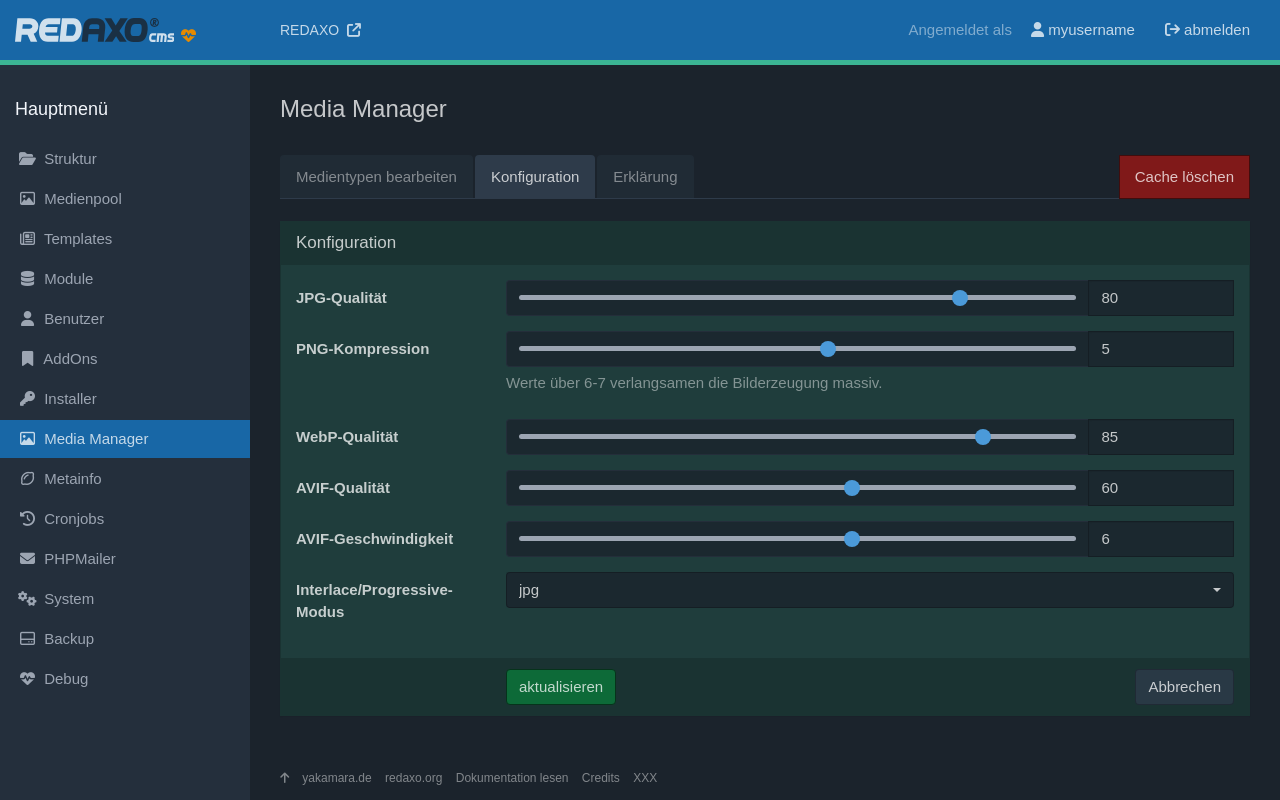 REDAXO® cms
REDAXO
Angemeldet als
myusername
abmelden
Hauptmenü
Struktur
Medienpool
Templates
Module
Benutzer
AddOns
Installer
Media Manager
Metainfo
Cronjobs
PHPMailer
System
Backup
Debug
Media Manager
Medientypen bearbeiten
Konfiguration
Erklärung
Cache löschen
Konfiguration
JPG-Qualität
80
PNG-Kompression
5
Werte über 6-7 verlangsamen die Bilderzeugung massiv.
WebP-Qualität
85
AVIF-Qualität
60
AVIF-Geschwindigkeit
6
Interlace/Progressive-
Modus
jpg
aktualisieren
Abbrechen
yakamara.de
redaxo.org
Dokumentation lesen
Credits
XXX